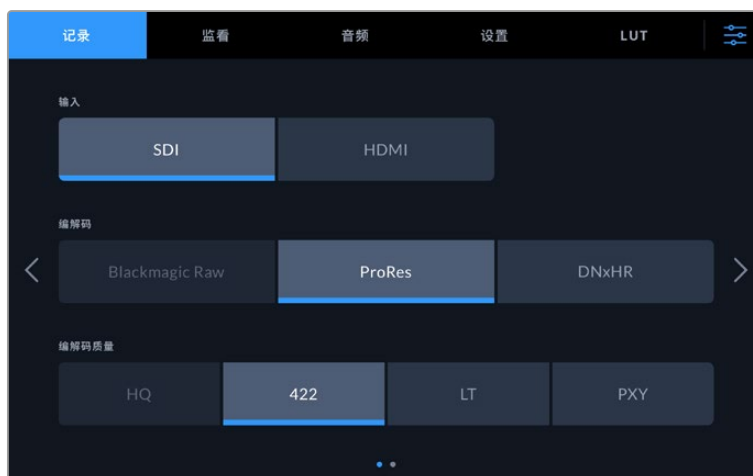 记录 监看 音频 设置 LUT
输入
SDI HDMI
编解码
Blackmagic Raw ProRes DNxHR
编解码质量
HQ 422 LT PXY